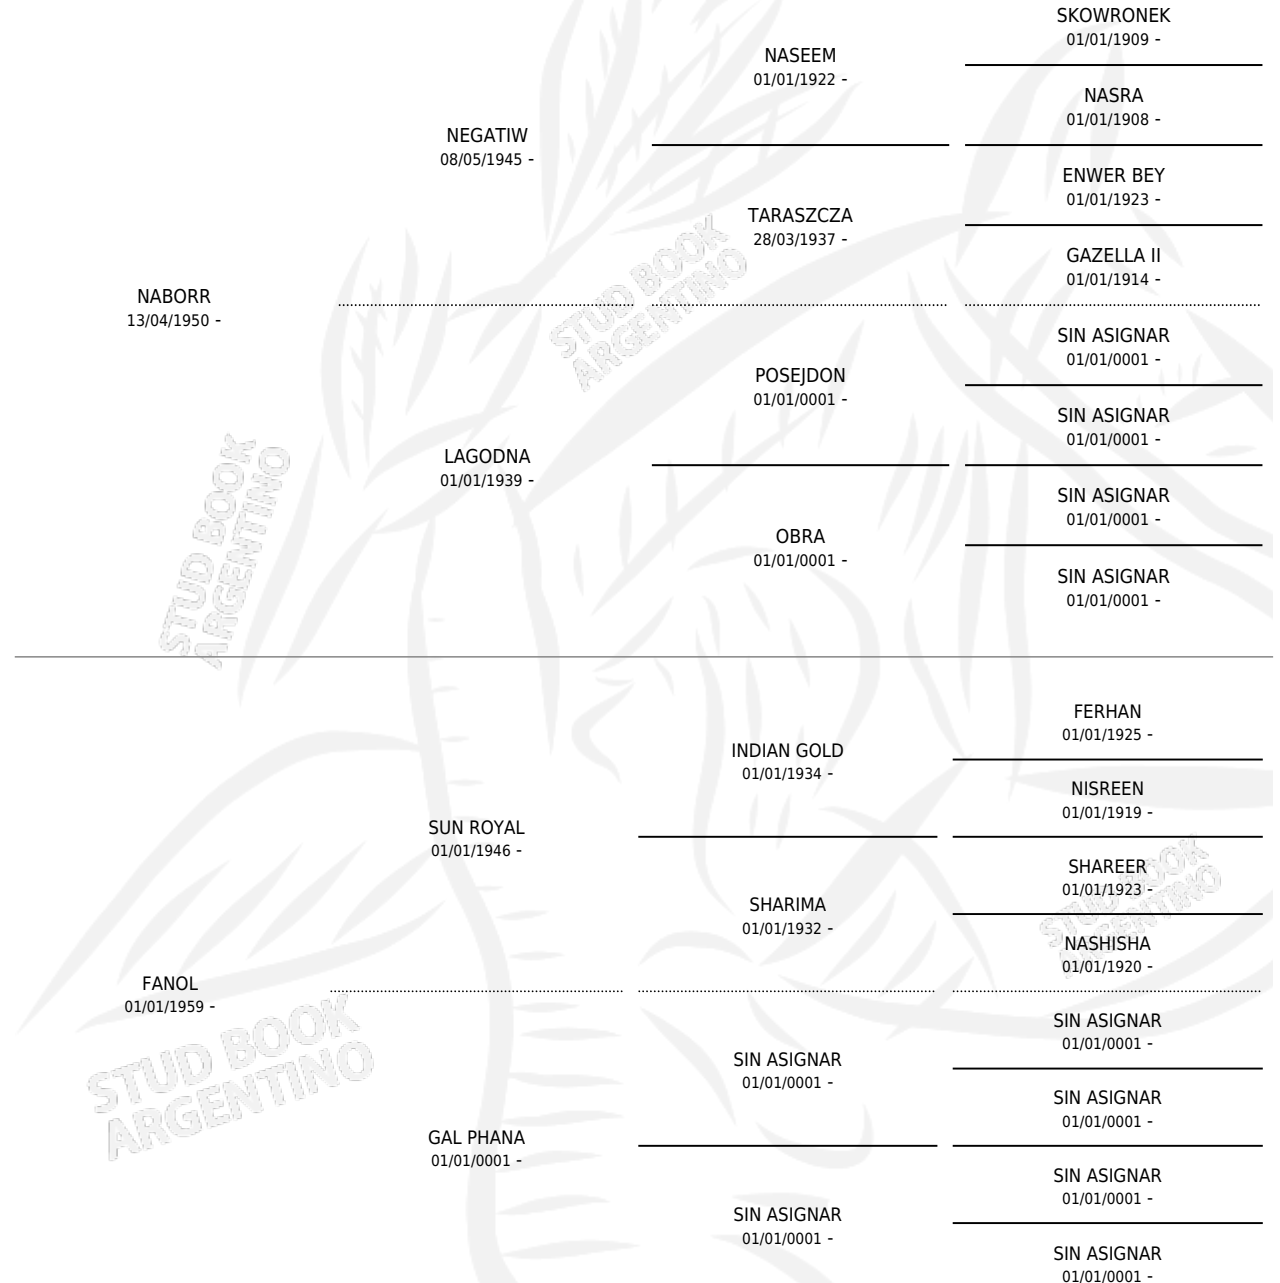 SKOWRONEK
01/01/1909 -
NASEEM
01/01/1922 -
NASRA
01/01/1908 -
NEGATIW
08/05/1945 -
ENWER BEY
01/01/1923 -
TARASZCZA
28/03/1937 -
GAZELLA II
01/01/1914 -
NABORR
13/04/1950 -
SIN ASIGNAR
01/01/0001 -
POSEJDON
01/01/0001 -
SIN ASIGNAR
01/01/0001 -
LAGODNA
01/01/1939 -
SIN ASIGNAR
01/01/0001 -
OBRA
01/01/0001 -
SIN ASIGNAR
01/01/0001 -
STUD BOOK
ARGENTINO
STUD BOOK
ARGENTINO
FERHAN
01/01/1925 -
INDIAN GOLD
01/01/1934 -
NISREEN
01/01/1919 -
SUN ROYAL
01/01/1946 -
SHAREER
01/01/1923 -
SHARIMA
01/01/1932 -
NASHISHA
01/01/1920 -
FANOL
01/01/1959 -
SIN ASIGNAR
01/01/0001 -
SIN ASIGNAR
01/01/0001 -
SIN ASIGNAR
01/01/0001 -
GAL PHANA
01/01/0001 -
SIN ASIGNAR
01/01/0001 -
SIN ASIGNAR
01/01/0001 -
SIN ASIGNAR
01/01/0001 -
STUD BOOK
ARGENTINO
STUD BOOK
ARGENTINO